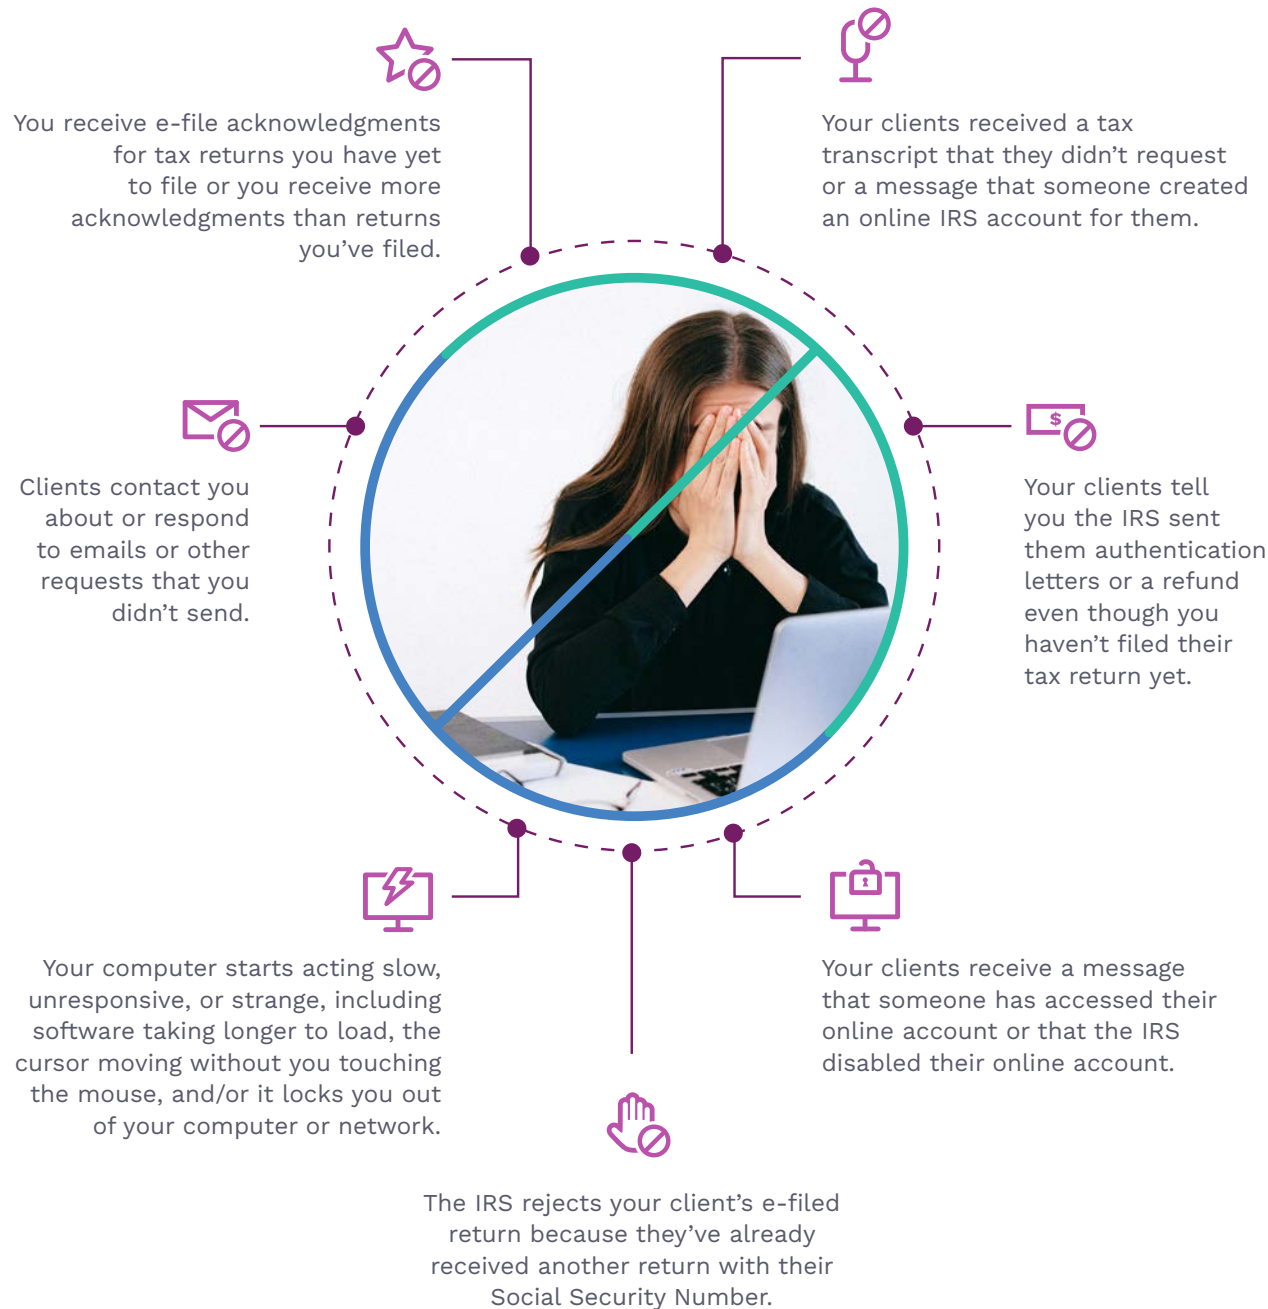 You receive e-file acknowledgments
for tax returns you have yet
to file or you receive more
acknowledgments than returns
you’ve filed.
Your clients received a tax
transcript that they didn’t request
or a message that someone created
an online IRS account for them.
Clients contact you
about or respond
to emails or other
requests that you
didn’t send.
$
Your clients tell
you the IRS sent
them authentication
letters or a refund
even though you
haven’t filed their
tax return yet.
Your computer starts acting slow,
unresponsive, or strange, including
software taking longer to load, the
cursor moving without you touching
the mouse, and/or it locks you out
of your computer or network.
Your clients receive a message
that someone has accessed their
online account or that the IRS
disabled their online account.
The IRS rejects your client’s e-filed
return because they’ve already
received another return with their
Social Security Number.